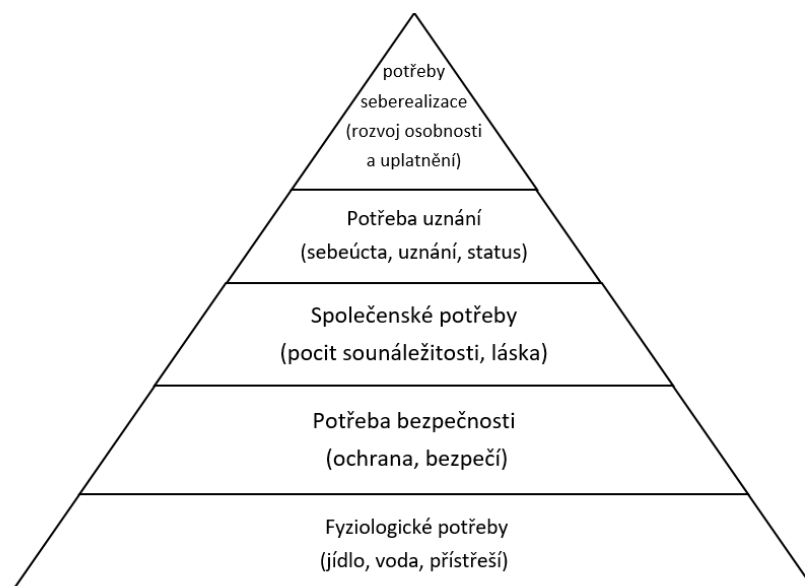 potřeby
seberealizace
(rozvoj osobnosti
a uplatnění)
Potřeba uznání
(sebeúcta, uznání, status)
Společenské potřeby
(pocit sounáležitosti, láska)
Potřeba bezpečnosti
(ochrana, bezpečí)
Fyziologické potřeby
(jídlo, voda, přístřeší)